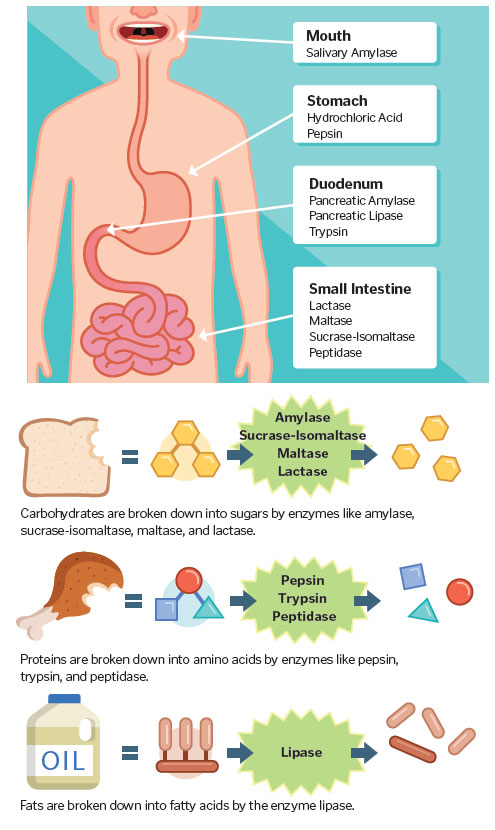 Mouth
Salivary Amylase
Stomach
Hydrochloric Acid
Pepsin
Duodenum
Pancreatic Amylase
Pancreatic Lipase
Trypsin
Small Intestine
Lactase
Maltase
Sucrase-Isomaltase
Peptidase
Amylase
Sucrase-Isomaltase
Maltase
Lactase
Carbohydrates are broken down into sugars by enzymes like amylase,
sucrase-isomaltase, maltase, and lactase.
Pepsin
Trypsin
Peptidase
Proteins are broken down into amino acids by enzymes like pepsin,
trypsin, and peptidase.
OIL
Lipase
Fats are broken down into fatty acids by the enzyme lipase.